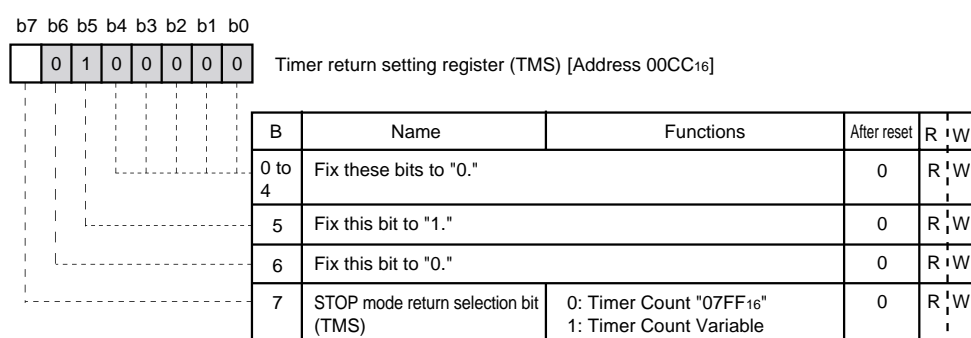 b7 b6 b5 b4 b3 b2 b1 b0
0 1 0 0 0 0 0
Timer return setting register (TMS) [Address 00CC16]
B Name Functions After reset R W
0 to 4 Fix these bits to "0." 0 R W
5 Fix this bit to "1." 0 R W
6 Fix this bit to "0." 0 R W
7 STOP mode return selection bit (TMS) 0: Timer Count "07FF16" 0 R W
1: Timer Count Variable